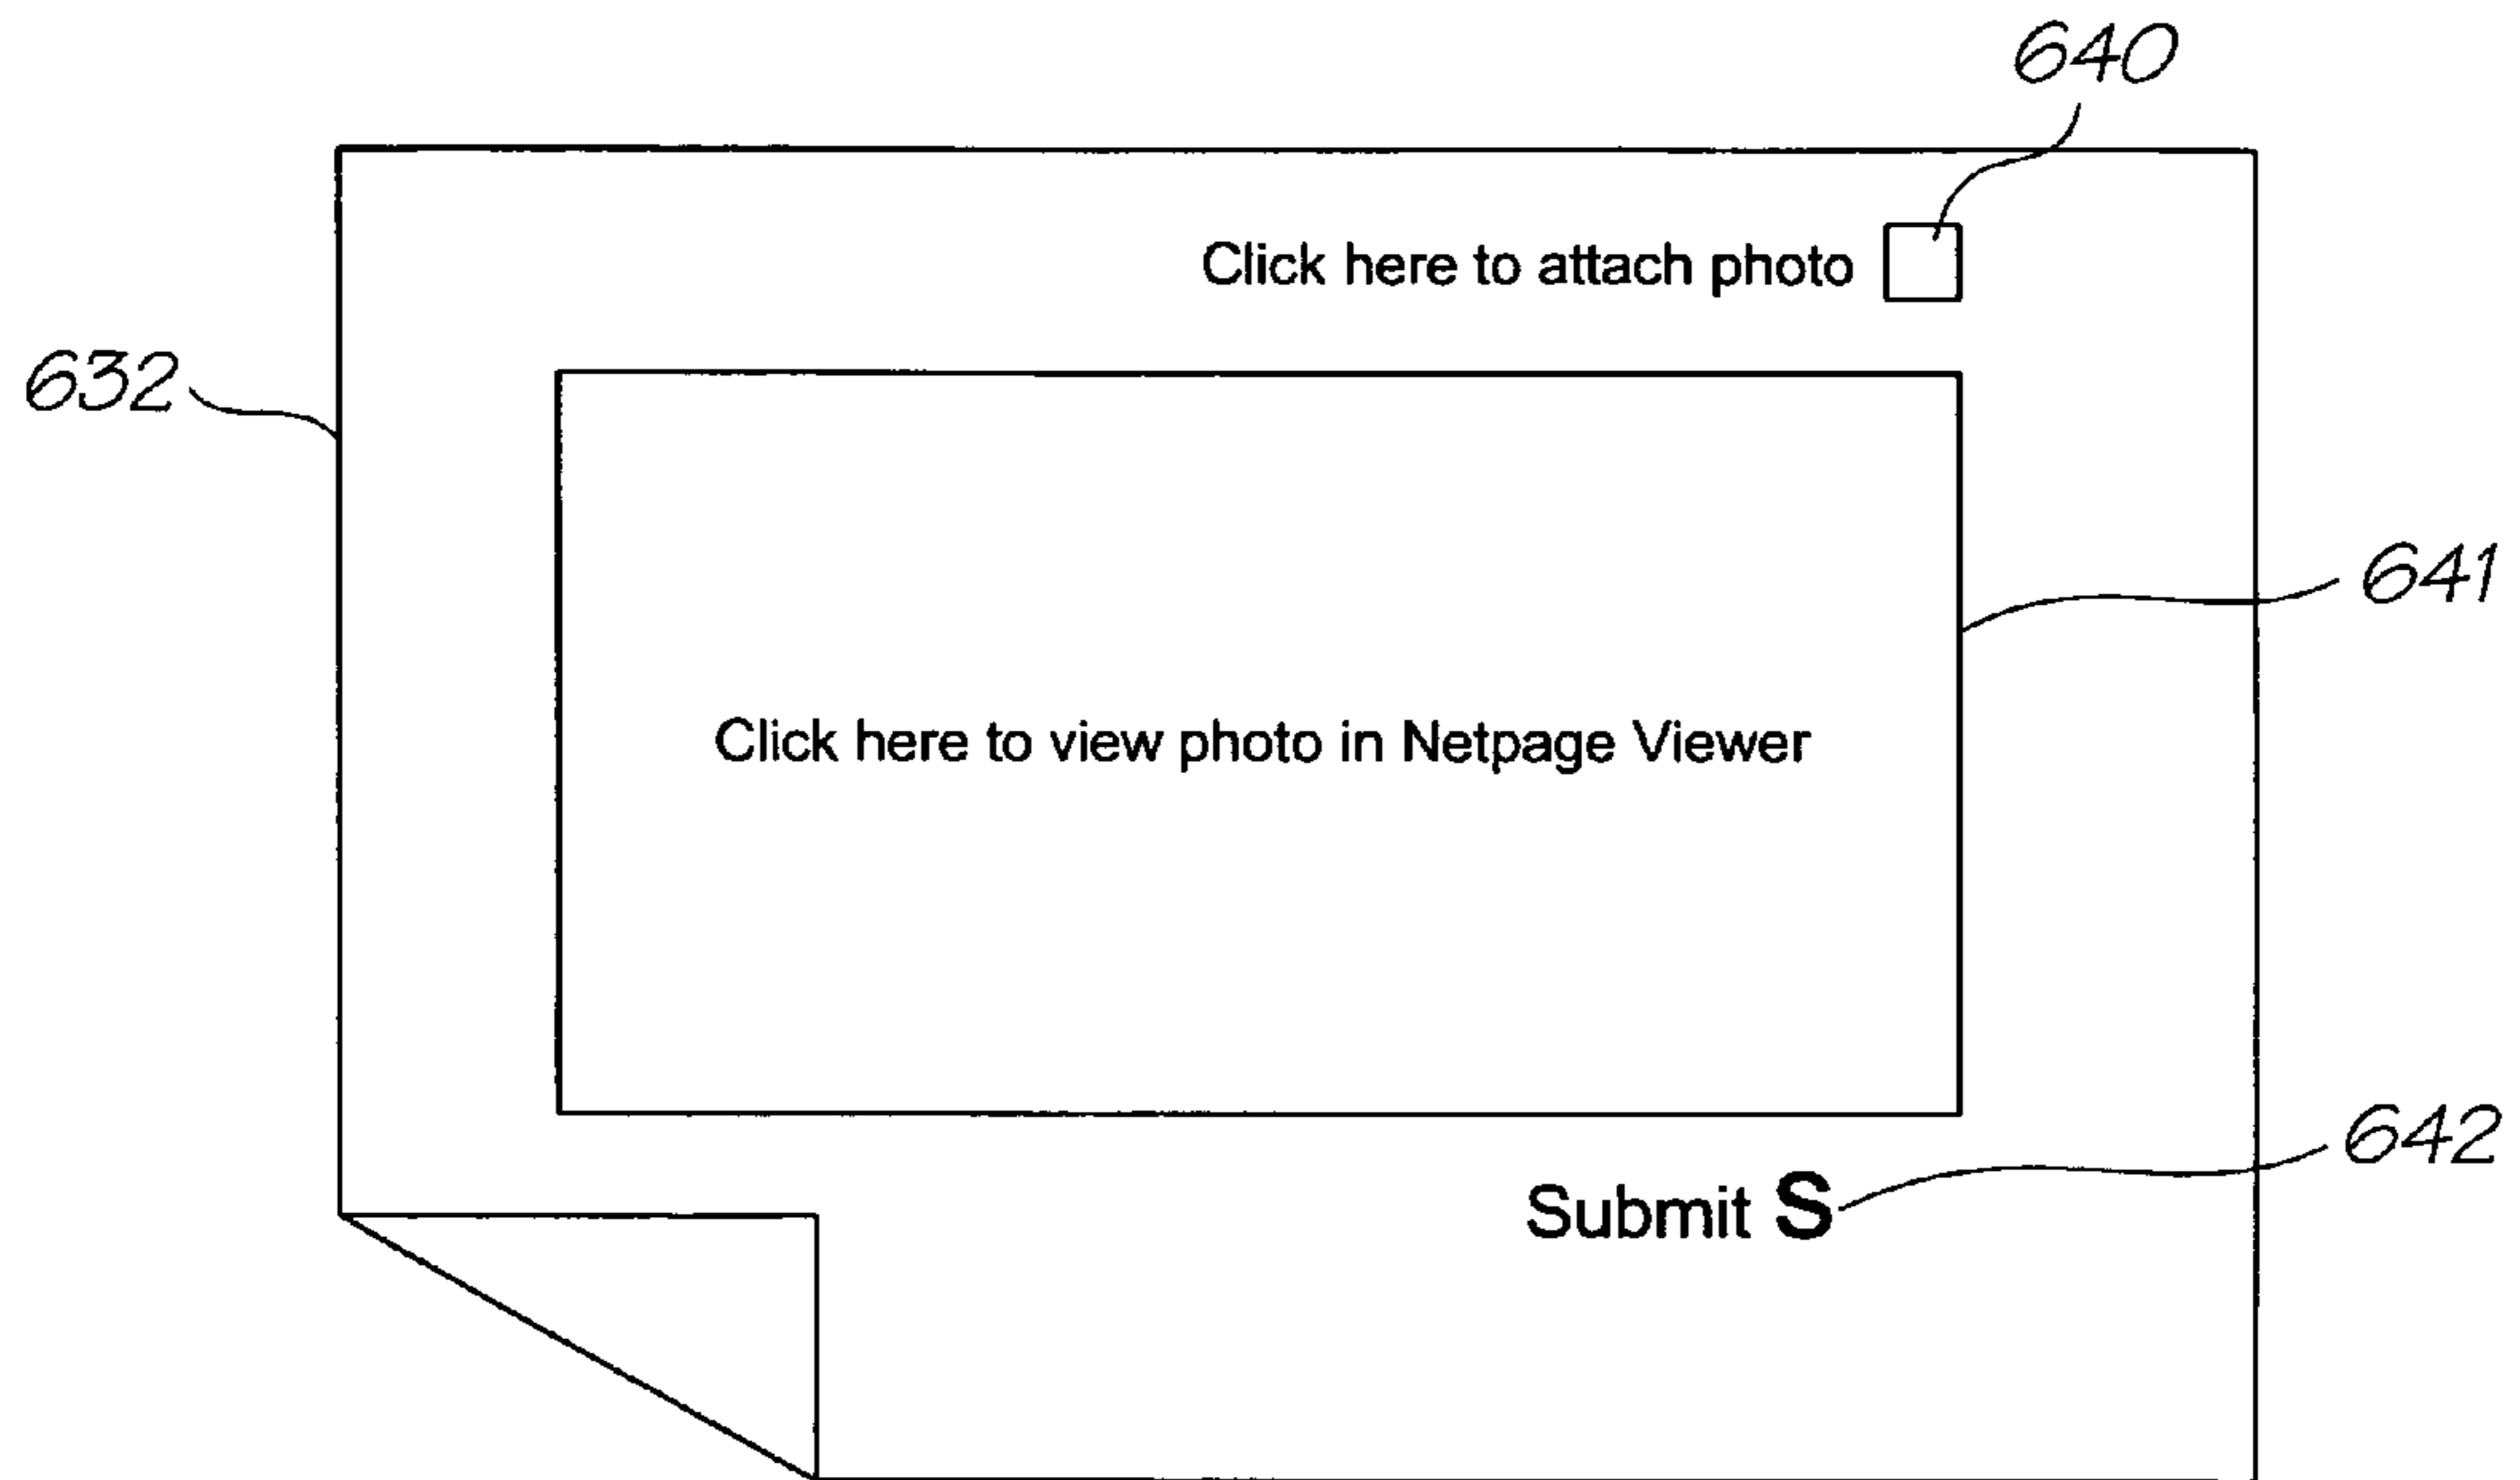 640
Click here to attach photo
632
641
Click here to view photo in Netpage Viewer
642
Submit S